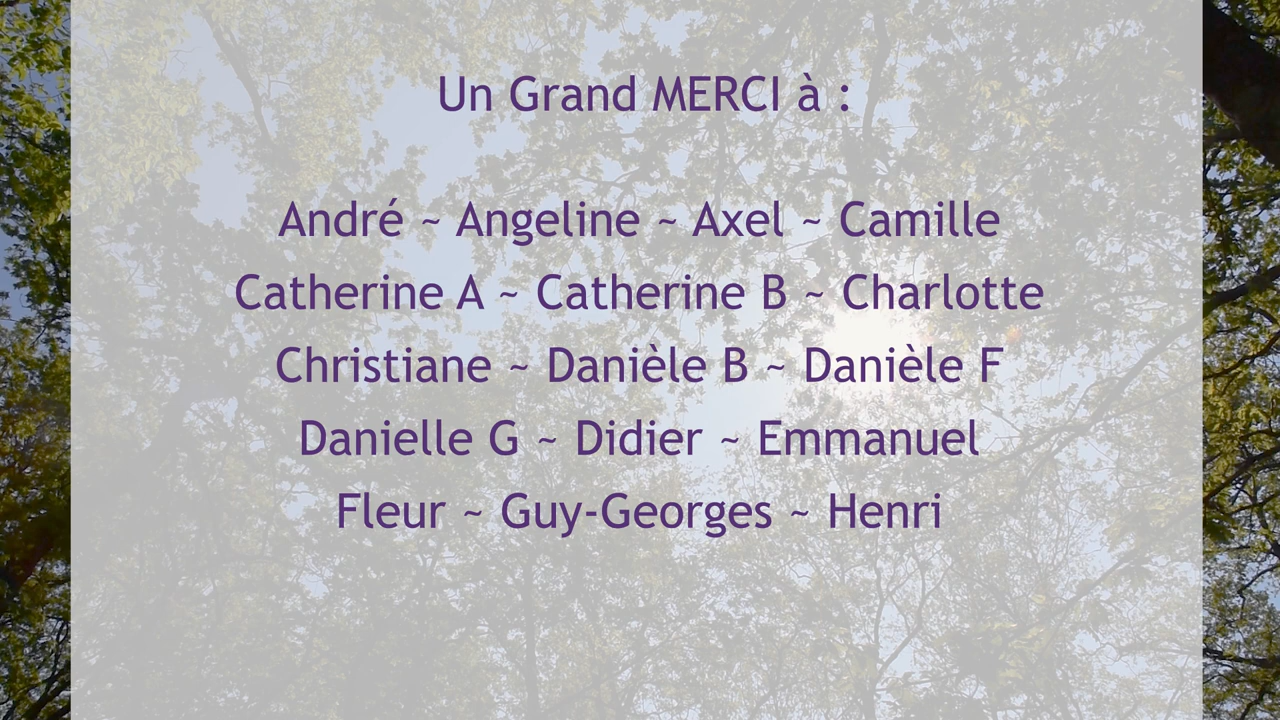 Un Grand MERCI à :
André ~ Angeline ~ Axel ~ Camille
Catherine A ~ Catherine B ~ Charlotte
Christiane ~ Danièle B ~ Danièle F
Danielle G ~ Didier ~ Emmanuel
Fleur ~ Guy-Georges ~ Henri